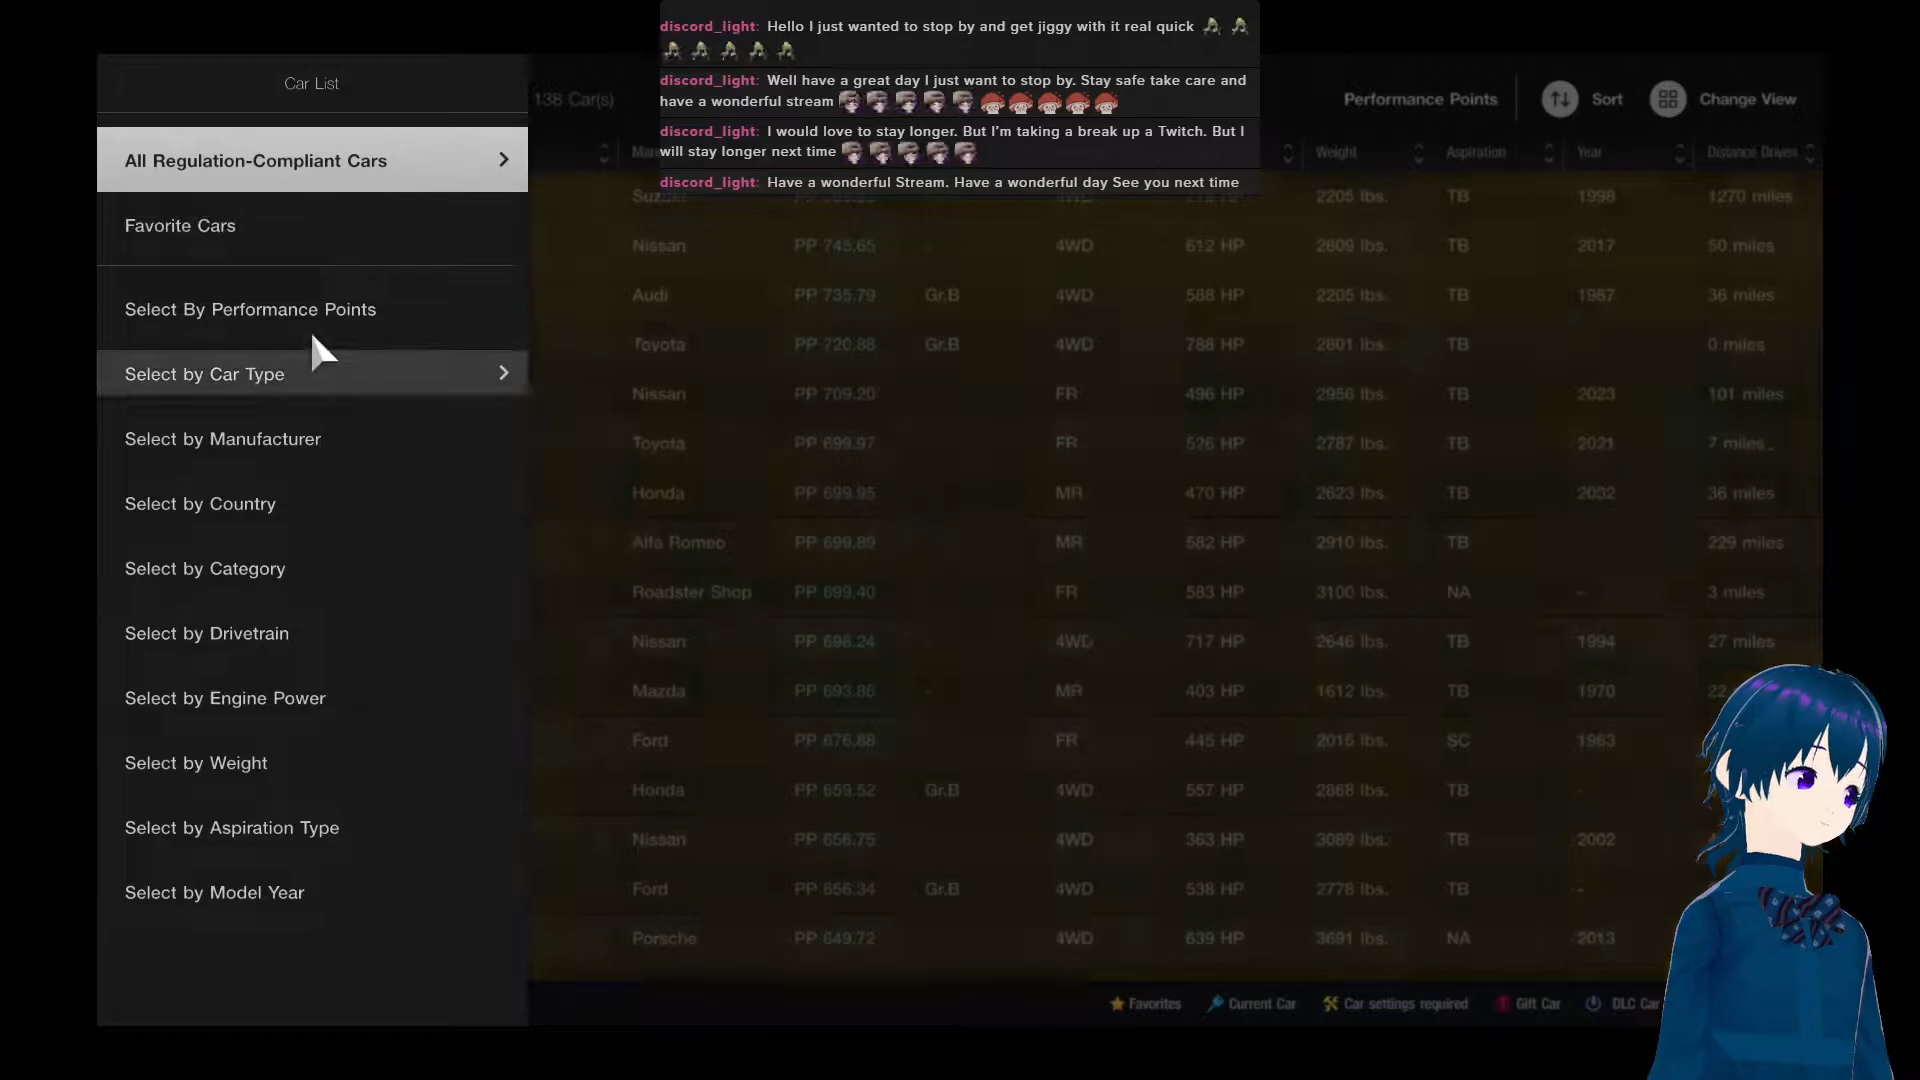 discord_light: Hello I just wanted to stop by and get jiggy with it real quick
discord_light: Well have a great day I just want to stop by. Stay safe take care and
have a wonderful stream
discord_light: I would love to stay longer. But I'm taking a break up a Twitch. But I
will stay longer next time
discord_light: Have a wonderful Stream. Have a wonderful day See you next time
Car List
138 Car(s)
Performance Points Sort Change View
All Regulation-Compliant Cars
Favorite Cars
Select By Performance Points
Select by Car Type
Select by Manufacturer
Select by Country
Select by Category
Select by Drivetrain
Select by Engine Power
Select by Weight
Select by Aspiration Type
Select by Model Year
Weight Aspiration Year Distance Driven
2205 lbs. TB 1998 1270 miles
Nissan PP 745.65 - 4WD 612 HP 2609 lbs. TB 2017 50 miles
Audi PP 735.79 Gr.B 4WD 588 HP 2205 lbs. TB 1987 36 miles
Toyota PP 720.88 Gr.B 4WD 788 HP 2801 lbs. TB 0 miles
Nissan PP 709.20 FR 496 HP 2956 lbs. TB 2023 101 miles
Toyota PP 699.97 FR 526 HP 2787 lbs. TB 2021 7 miles
Honda PP 699.95 MR 470 HP 2623 lbs. TB 2002 36 miles
Alfa Romeo PP 699.89 MR 582 HP 2910 lbs. TB 229 miles
Roadster Shop PP 699.40 FR 583 HP 3100 lbs. NA - 3 miles
Nissan PP 698.24 4WD 717 HP 2646 lbs. TB 1994 27 miles
Mazda PP 693.86 - MR 403 HP 1612 lbs. TB 1970
Ford PP 676.68 FR 445 HP 2015 lbs. SC 1963
Honda PP 659.52 Gr.B 4WD 557 HP 2868 lbs. TB -
Nissan PP 656.75 4WD 363 HP 3089 lbs. TB 2002
Ford PP 656.34 Gr.B 4WD 538 HP 2778 lbs. TB -
Porsche PP 649.72 4WD 639 HP 3691 lbs. NA 2013
Favorites Current Car Car settings required Gift Car DLC Car